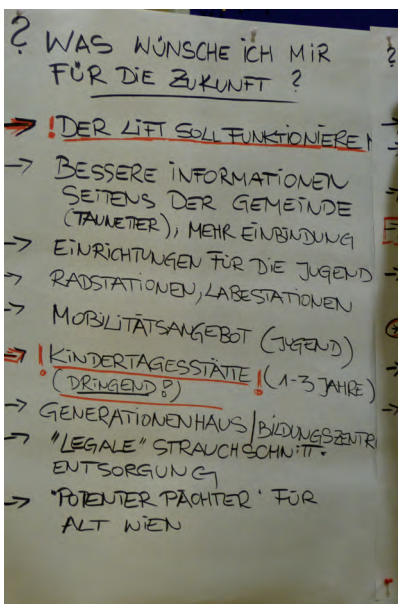 ? WAS WÜNSCHE ICH MIR
FÜR DIE ZUKUNFT ?
→ ! DER LIFT SOLL FUNKTIONIEREN
→ BESSERE INFORMATIONEN
SEITENS DER GEMEINDE
, MEHR EINBINDUNG
→ EINRICHTUNGEN FÜR DIE JUGEND
→ RADSTATIONEN, LABESTATIONEN
→ MOBILITÄTSANGEBOT (JUGEND)
→ ! KINDERTAGESSTÄTTE ! (1-3 JAHRE)
(DRINGEND!)
→ GENERATIONENHAUS/BILDUNGSZENTR
→ "LEGALE" STRAUCHSCHNITT-
ENTSORGUNG
→ "POTENTER PÄCHTER" FÜR
ALT WIEN
?